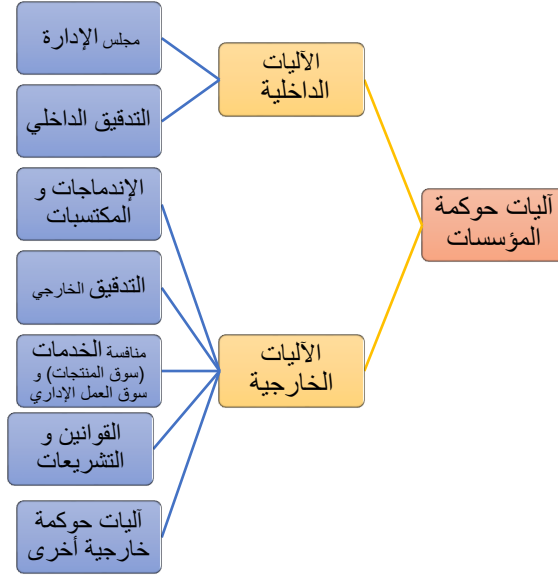 آليات حوكمة
المؤسسات
الآليات
الداخلية
مجلس الإدارة
التدقيق الداخلي
الآليات
الخارجية
الإندماجات و
المكتسبات
التدقيق الخارجي
منافسة الخدمات
(سوق المنتجات) و
سوق العمل الإداري
القوانين و
التشريعات
آليات حوكمة
خارجية أخرى